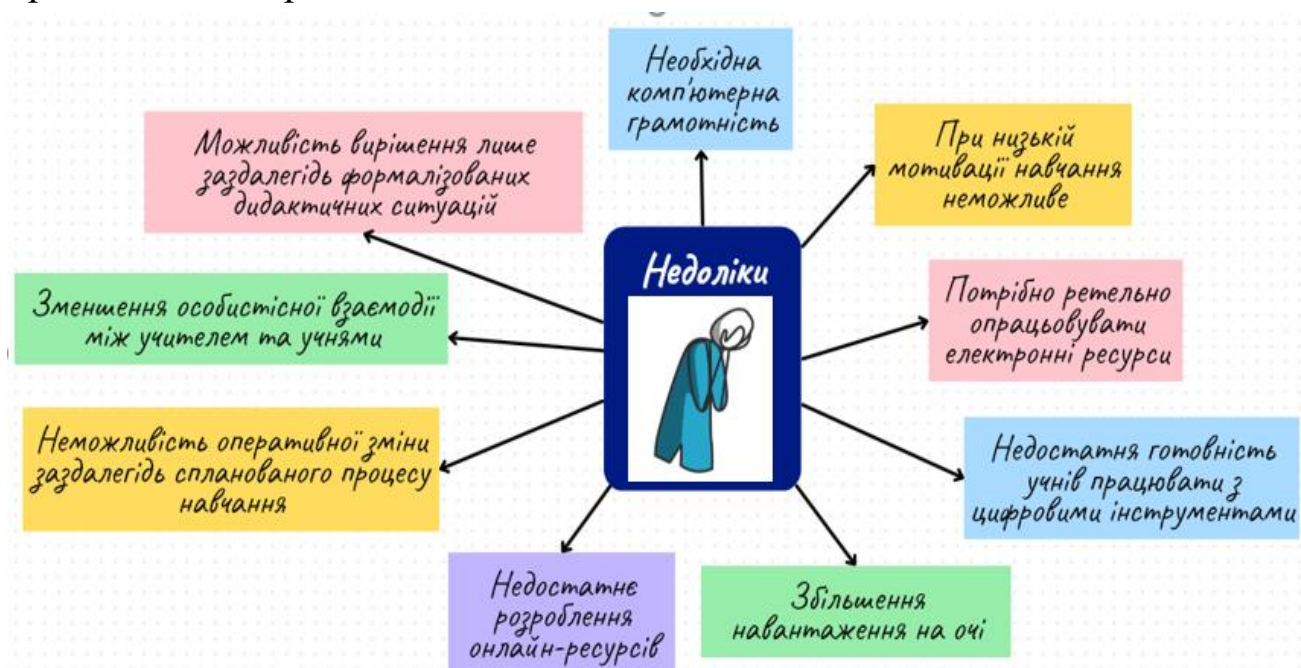 Необхідна
комп'ютерна
грамотність
Можливість вирішення лише
заздалегідь формалізованих
дидактичних ситуацій
При низькій
мотивації навчання
неможливе
Недоліки
Зменшення особистісної взаємодії
між учителем та учнями
Потрібно ретельно
опрацьовувати
електронні ресурси
Неможливість оперативної зміни
заздалегідь спланованого процесу
навчання
Недостатня готовність
учнів працювати з
цифровими інструментами
Недостатнє
розроблення
онлайн-ресурсів
Збільшення
навантаження на очі